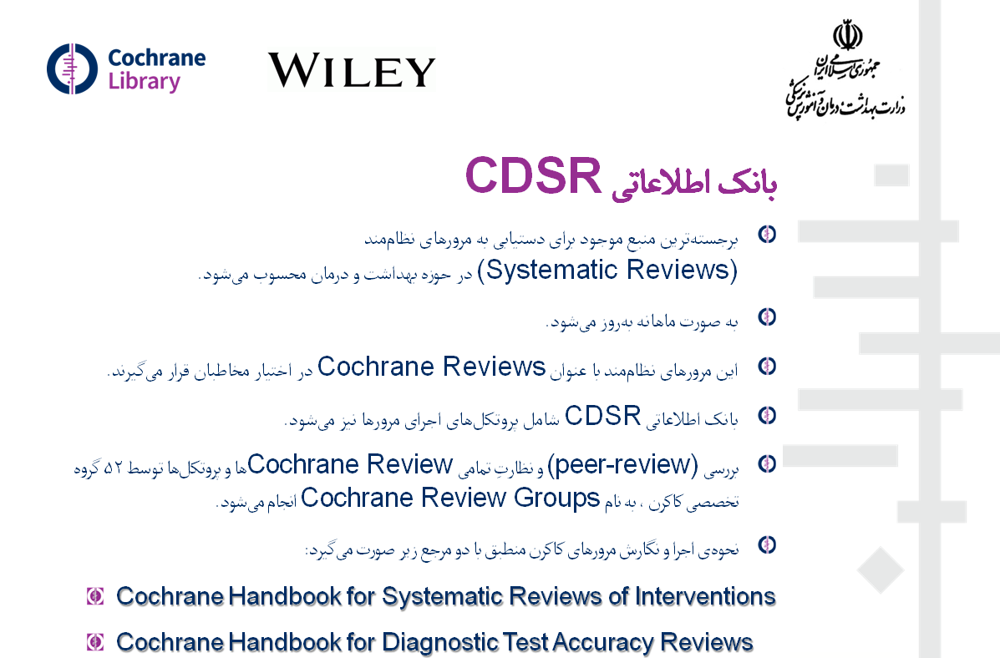 Cochrane
Library
WILEY
جمهوری اسلامی ایران
وزارت بهداشت، درمان و آموزش پزشکی
بانک اطلاعاتی CDSR
برجسته‌ترین منبع موجود برای دستیابی به مرورهای نظام‌مند
(Systematic Reviews) در حوزه بهداشت و درمان محسوب می‌شود.
به صورت ماهانه به‌روز می‌شود.
این مرورهای نظام‌مند با عنوان Cochrane Reviews در اختیار مخاطبان قرار می‌گیرند.
بانک اطلاعاتی CDSR شامل پروتکل‌های اجرای مرورها نیز می‌شود.
بررسی (peer-review) و نظارتِ تمامی Cochrane Reviewها و پروتکل‌ها توسط ۵۲ گروه
تخصصی کاکرن ، به نام Cochrane Review Groups انجام می‌شود.
نحوه‌ی اجرا و نگارش مرورهای کاکرن منطبق با دو مرجع زیر صورت می‌گیرد:
Cochrane Handbook for Systematic Reviews of Interventions
Cochrane Handbook for Diagnostic Test Accuracy Reviews